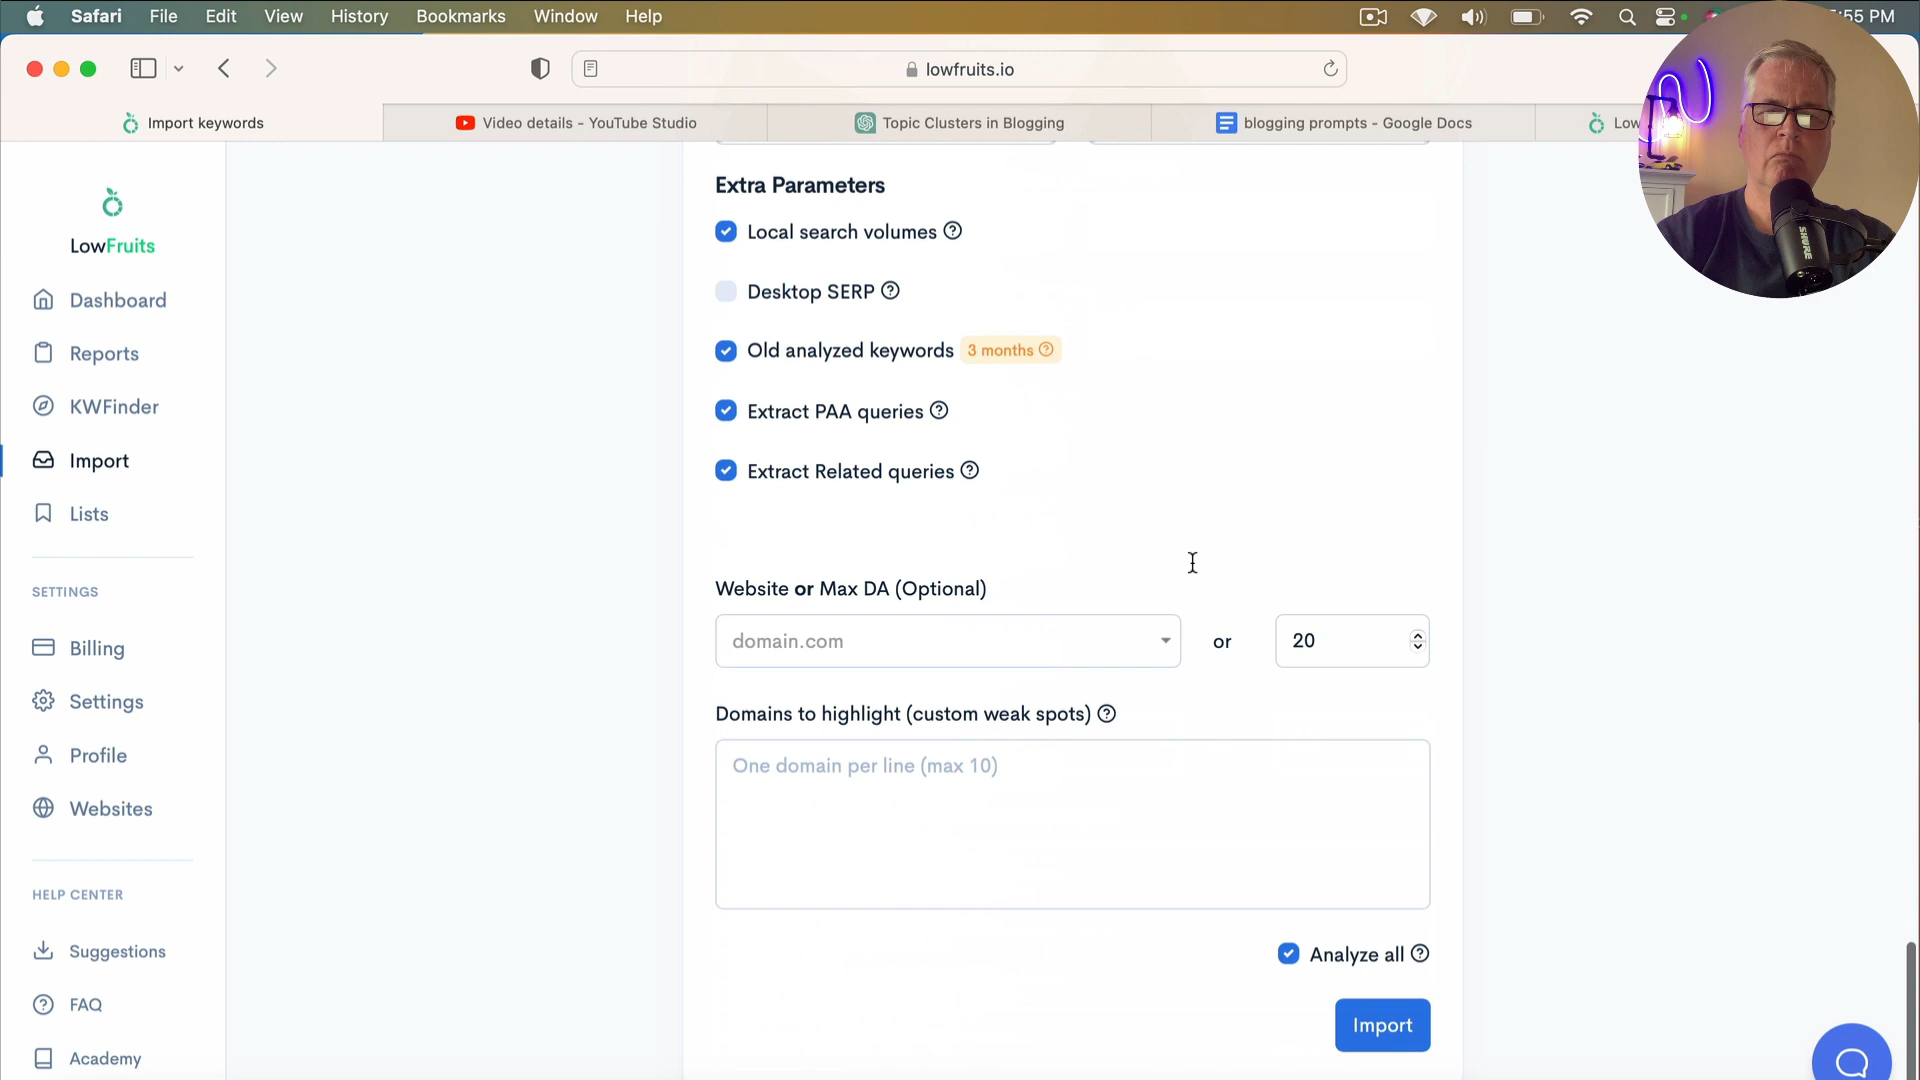 Safari File Edit View History Bookmarks Window Help
:55 PM
lowfruits.io
Import keywords
Video details - YouTube Studio
Topic Clusters in Blogging
blogging prompts - Google Docs
Low
LowFruits
Dashboard
Reports
KWFinder
Import
Lists
SETTINGS
Billing
Settings
Profile
Websites
HELP CENTER
Suggestions
FAQ
Academy
Extra Parameters
Local search volumes
Desktop SERP
Old analyzed keywords 3 months
Extract PAA queries
Extract Related queries
Website or Max DA (Optional)
domain.com or 20
Domains to highlight (custom weak spots)
One domain per line (max 10)
Analyze all
Import
SHURE